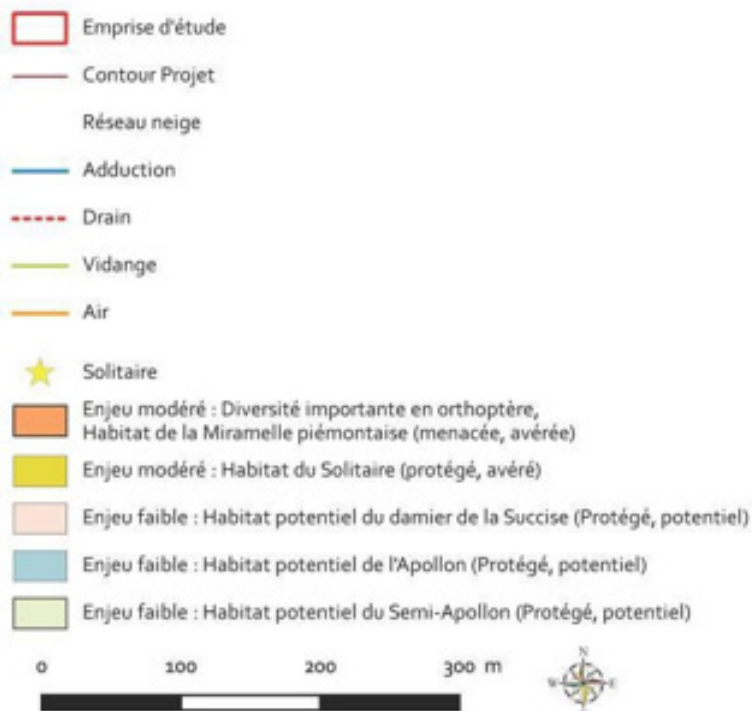 Emprise d'étude
Contour Projet
Réseau neige
Adduction
Drain
Vidange
Air
Solitaire
Enjeu modéré : Diversité importante en orthoptère,
Habitat de la Miramelle piémontaise (menacée, avérée)
Enjeu modéré : Habitat du Solitaire (protégé, avéré)
Enjeu faible : Habitat potentiel du damier de la Succise (Protégé, potentiel)
Enjeu faible : Habitat potentiel de l'Apollon (Protégé, potentiel)
Enjeu faible : Habitat potentiel du Semi-Apollon (Protégé, potentiel)
0 100 200 300 m
N
W E